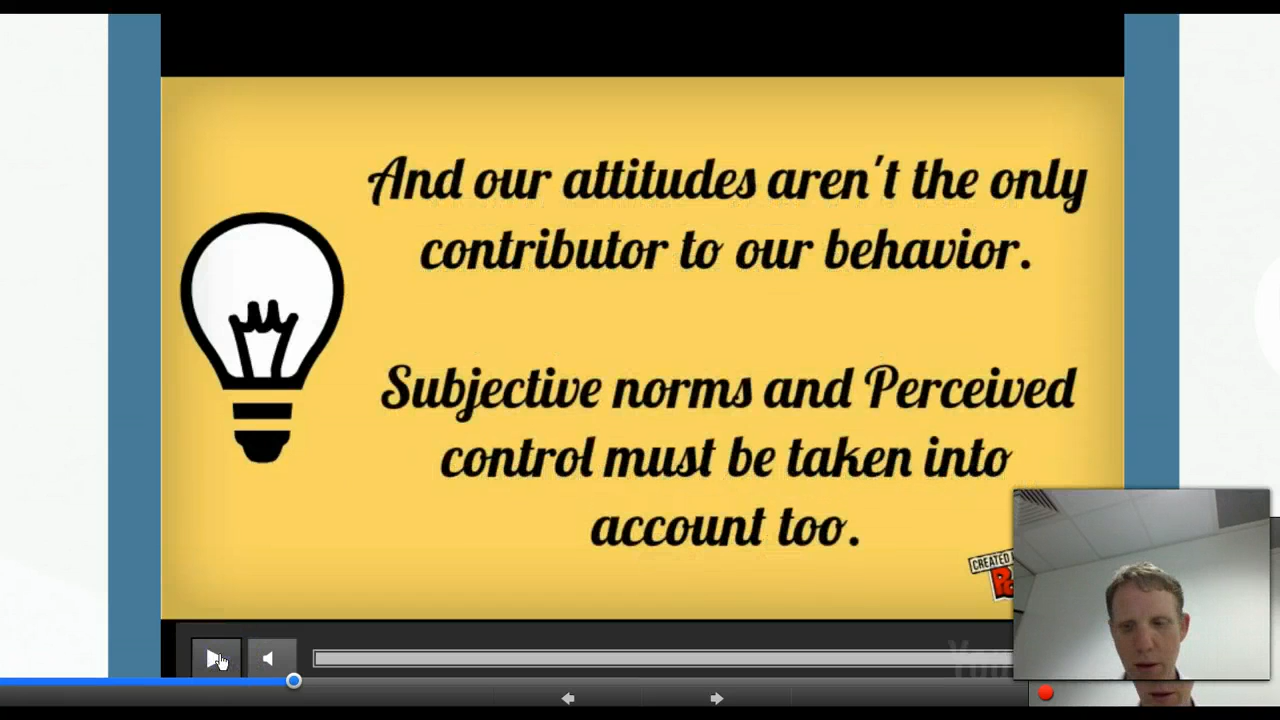 And our attitudes aren't the only
contributor to our behavior.
Subjective norms and Perceived
control must be taken into
account too.
CREATED